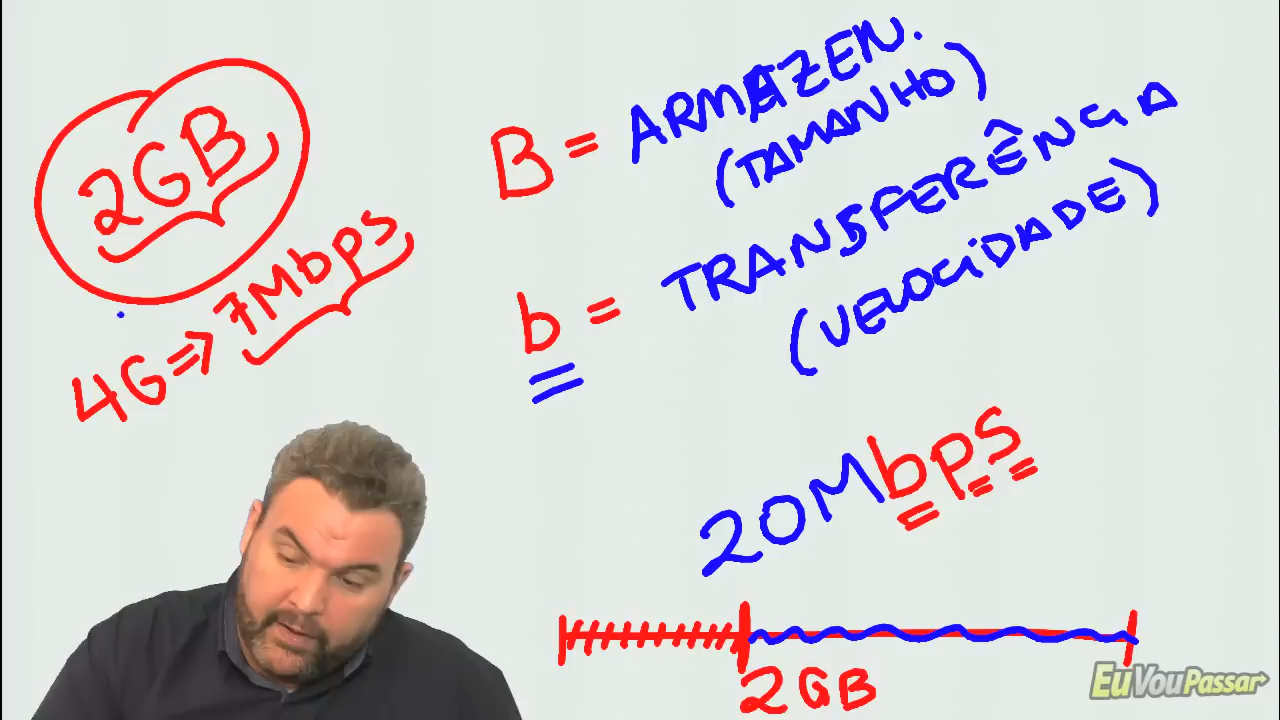 2GB
4G => 7Mbps
B = ARMAZEN.
(TAMANHO)
b = TRANSFERÊNCIA
(VELOCIDADE)
20Mbps
2GB
EuVouPassar